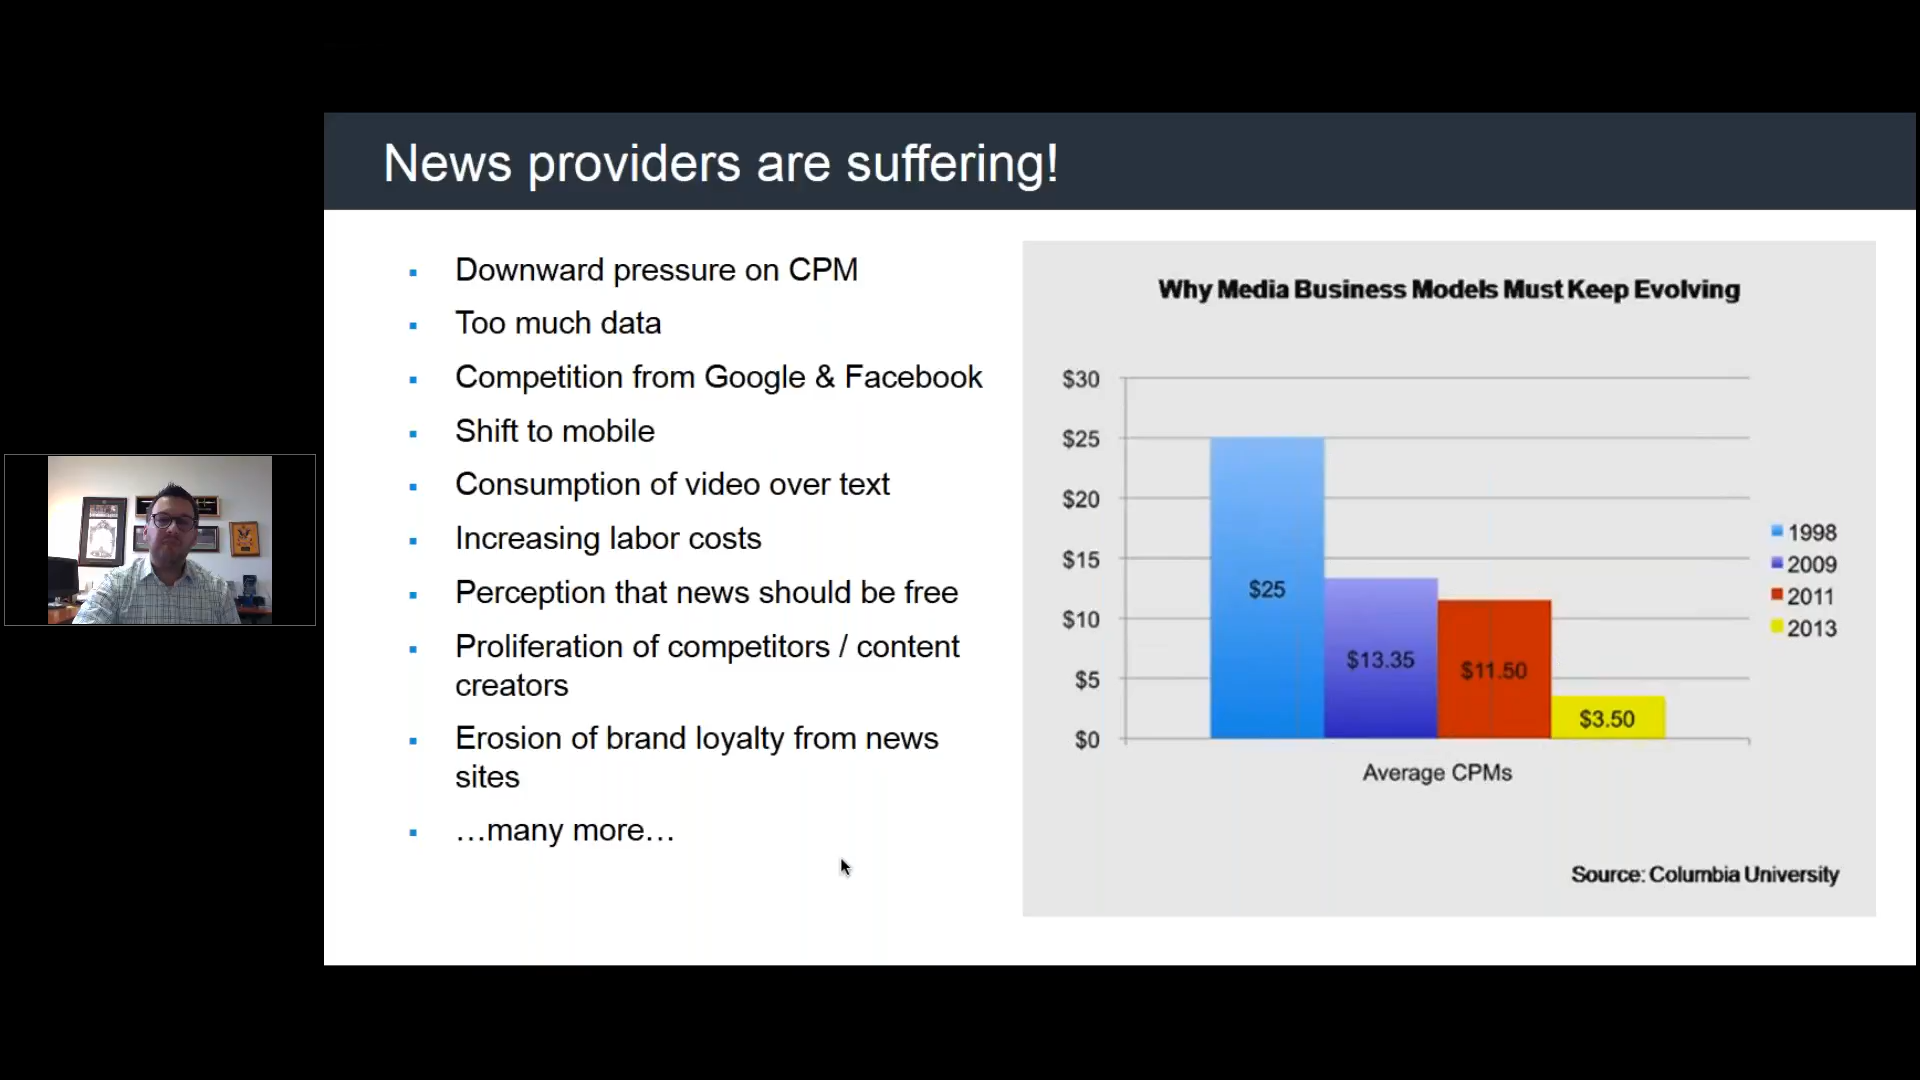 News providers are suffering!
▪ Downward pressure on CPM
▪ Too much data
▪ Competition from Google & Facebook
▪ Shift to mobile
▪ Consumption of video over text
▪ Increasing labor costs
▪ Perception that news should be free
▪ Proliferation of competitors / content
creators
▪ Erosion of brand loyalty from news
sites
▪ …many more…
Why Media Business Models Must Keep Evolving
$30
$25
$20
$15
$10
$5
$0
$25
$13.35
$11.50
$3.50
Average CPMs
1998
2009
2011
2013
Source: Columbia University